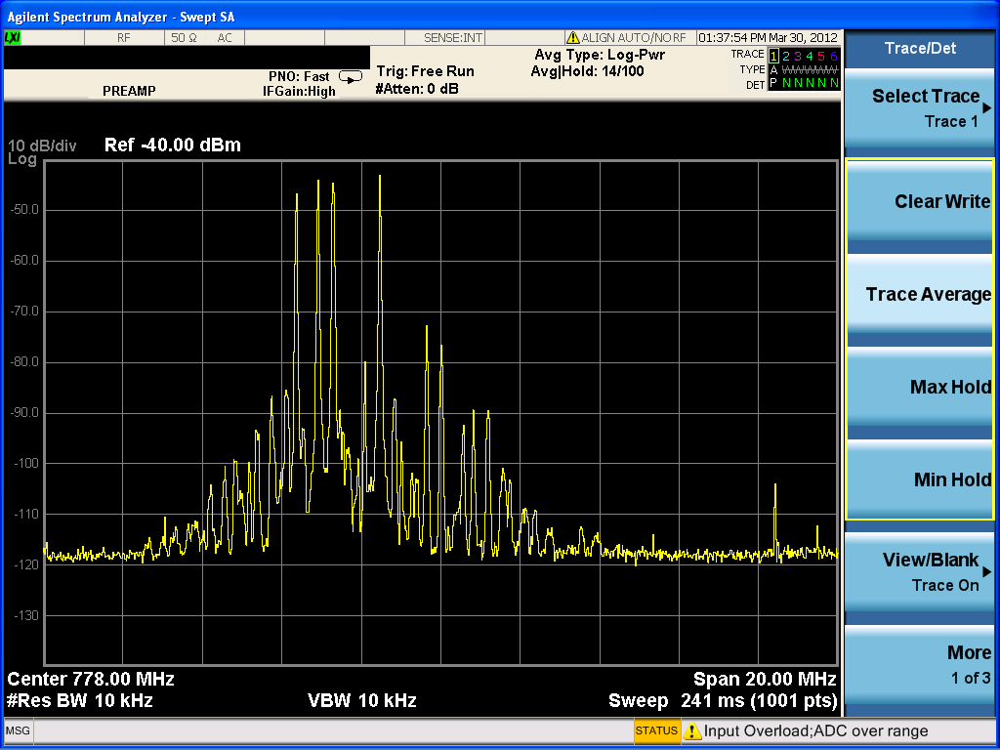 Agilent Spectrum Analyzer - Swept SA
LXI
RF
50 Ω
AC
SENSE:INT
ALIGN AUTO/NO RF
01:37:54 PM Mar 30, 2012
PREAMP
PNO: Fast
IFGain:High
Trig: Free Run
#Atten: 0 dB
Avg Type: Log-Pwr
Avg|Hold: 14/100
TRACE 1 2 3 4 5 6
TYPE A WWWWW
DET P N N N N N
10 dB/div
Log
Ref -40.00 dBm
-50.0
-60.0
-70.0
-80.0
-90.0
-100
-110
-120
-130
Center 778.00 MHz
Span 20.00 MHz
#Res BW 10 kHz
VBW 10 kHz
Sweep 241 ms (1001 pts)
MSG
STATUS
Input Overload;ADC over range
Trace/Det
Select Trace
Trace 1
Clear Write
Trace Average
Max Hold
Min Hold
View/Blank
Trace On
More
1 of 3